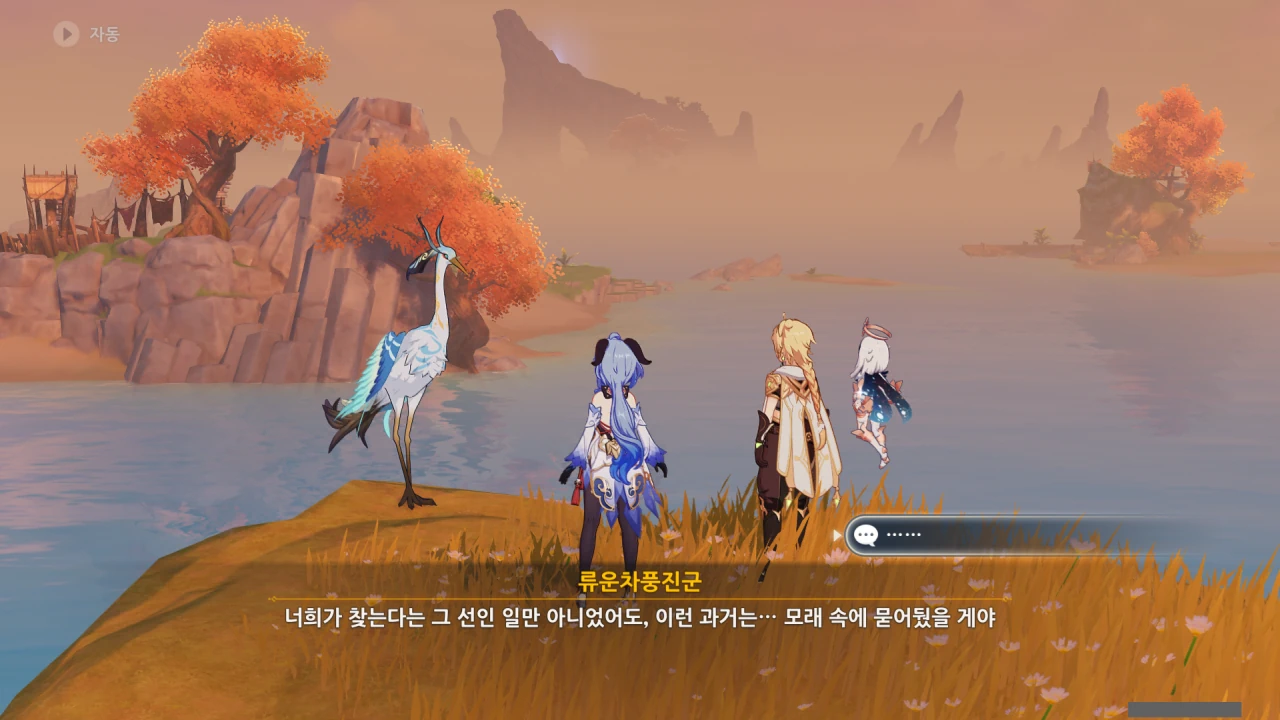 자동
……
류운차풍진군
너희가 찾는다는 그 선인 일만 아니었어도, 이런 과거는… 모래 속에 묻어뒀을 게야